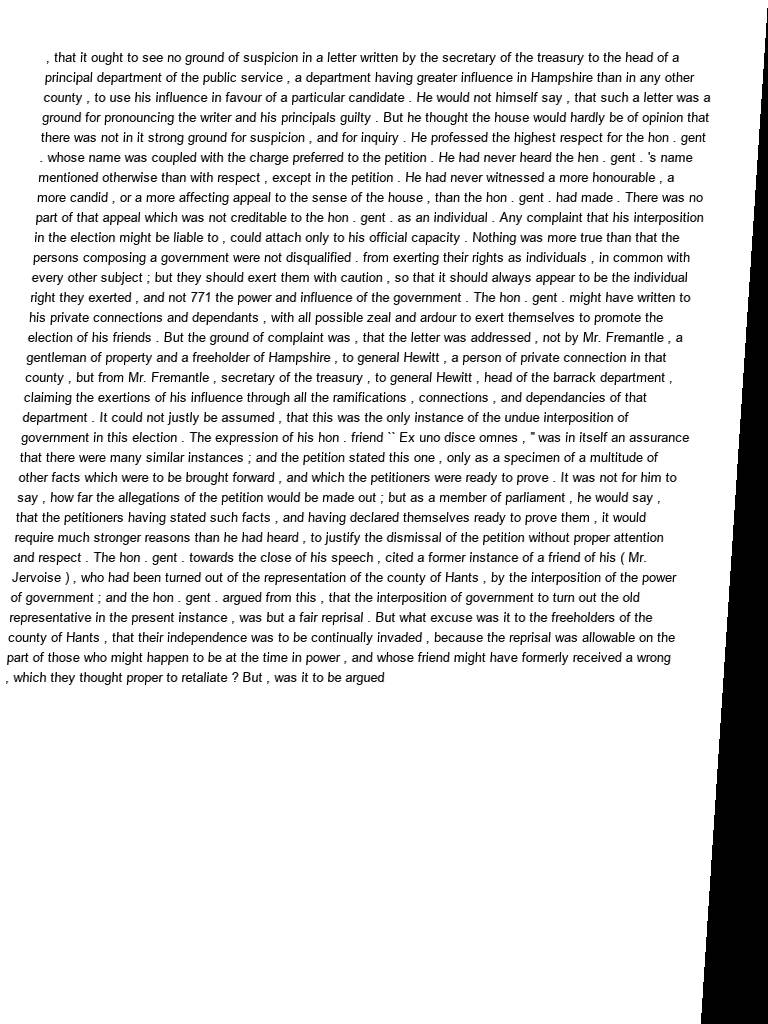 , that it ought to see no ground of suspicion in a letter written by the secretary of the treasury to the head of a
principal department of the public service , a department having greater influence in Hampshire than in any other
county , to use his influence in favour of a particular candidate . He would not himself say , that such a letter was a
ground for pronouncing the writer and his principals guilty . But he thought the house would hardly be of opinion that
there was not in it strong ground for suspicion , and for inquiry . He professed the highest respect for the hon . gent
. whose name was coupled with the charge preferred to the petition . He had never heard the hen . gent . 's name
mentioned otherwise than with respect , except in the petition . He had never witnessed a more honourable , a
more candid , or a more affecting appeal to the sense of the house , than the hon . gent . had made . There was no
part of that appeal which was not creditable to the hon . gent . as an individual . Any complaint that his interposition
in the election might be liable to , could attach only to his official capacity . Nothing was more true than that the
persons composing a government were not disqualified . from exerting their rights as individuals , in common with
every other subject ; but they should exert them with caution , so that it should always appear to be the individual
right they exerted , and not 771 the power and influence of the government . The hon . gent . might have written to
his private connections and dependants , with all possible zeal and ardour to exert themselves to promote the
election of his friends . But the ground of complaint was , that the letter was addressed , not by Mr. Fremantle , a
gentleman of property and a freeholder of Hampshire , to general Hewitt , a person of private connection in that
county , but from Mr. Fremantle , secretary of the treasury , to general Hewitt , head of the barrack department ,
claiming the exertions of his influence through all the ramifications , connections , and dependancies of that
department . It could not justly be assumed , that this was the only instance of the undue interposition of
government in this election . The expression of his hon . friend `` Ex uno disce omnes , " was in itself an assurance
that there were many similar instances ; and the petition stated this one , only as a specimen of a multitude of
other facts which were to be brought forward , and which the petitioners were ready to prove . It was not for him to
say , how far the allegations of the petition would be made out ; but as a member of parliament , he would say ,
that the petitioners having stated such facts , and having declared themselves ready to prove them , it would
require much stronger reasons than he had heard , to justify the dismissal of the petition without proper attention
and respect . The hon . gent . towards the close of his speech , cited a former instance of a friend of his ( Mr.
Jervoise ) , who had been turned out of the representation of the county of Hants , by the interposition of the power
of government ; and the hon . gent . argued from this , that the interposition of government to turn out the old
representative in the present instance , was but a fair reprisal . But what excuse was it to the freeholders of the
county of Hants , that their independence was to be continually invaded , because the reprisal was allowable on the
part of those who might happen to be at the time in power , and whose friend might have formerly received a wrong
, which they thought proper to retaliate ? But , was it to be argued